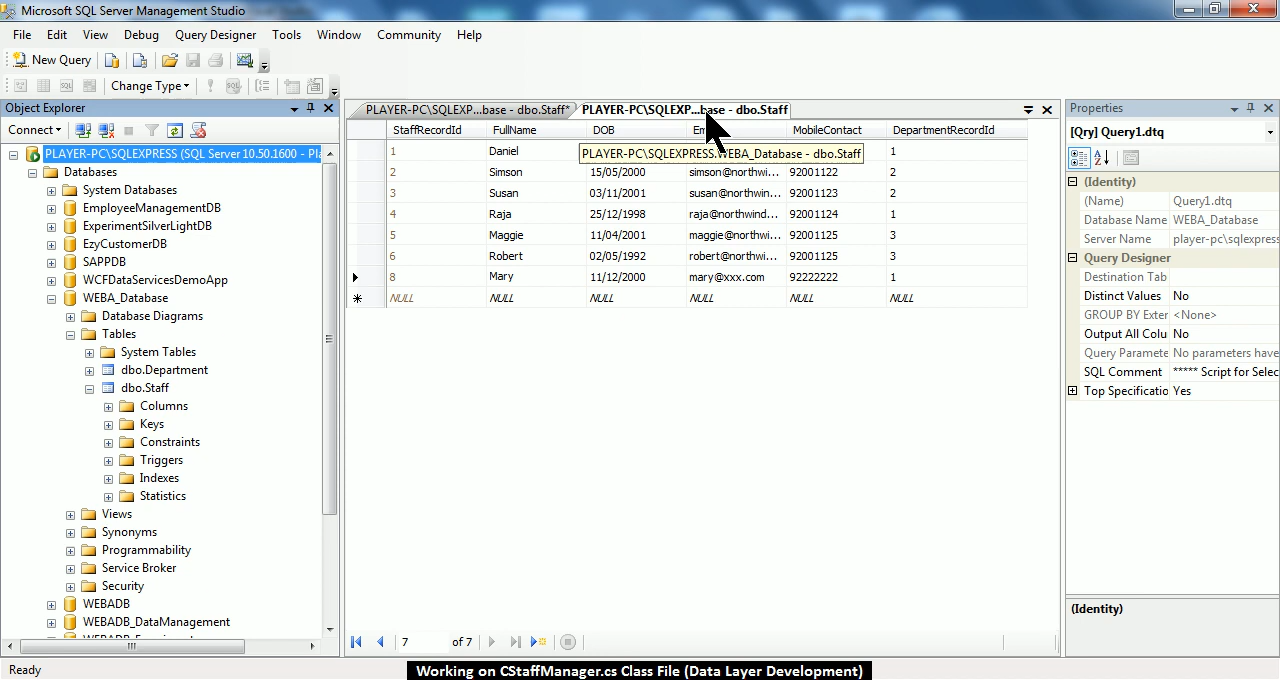 Microsoft SQL Server Management Studio
File Edit View Debug Query Designer Tools Window Community Help
New Query
Change Type
Object Explorer
Connect
PLAYER-PC\SQLEXPRESS (SQL Server 10.50.1600 - Pla
Databases
System Databases
EmployeeManagementDB
ExperimentSilverLightDB
EzyCustomerDB
SAPPDB
WCFDataServicesDemoApp
WEBA_Database
Database Diagrams
Tables
System Tables
dbo.Department
dbo.Staff
Columns
Keys
Constraints
Triggers
Indexes
Statistics
Views
Synonyms
Programmability
Service Broker
Security
WEBADB
WEBADB_DataManagement
PLAYER-PC\SQLEXP...base - dbo.Staff* PLAYER-PC\SQLEXP...base - dbo.Staff
StaffRecordId FullName DOB MobileContact DepartmentRecordId
1 Daniel 1
PLAYER-PC\SQLEXPRESS.WEBA_Database - dbo.Staff
2 Simson 15/05/2000 simson@northwi... 92001122 2
3 Susan 03/11/2001 susan@northwin... 92001123 2
4 Raja 25/12/1998 raja@northwind... 92001124 1
5 Maggie 11/04/2001 maggie@northwi... 92001125 3
6 Robert 02/05/1992 robert@northwi... 92001125 3
8 Mary 11/12/2000 mary@xxx.com 92222222 1
NULL NULL NULL NULL NULL NULL
7 of 7
Properties
[Qry] Query1.dtq
(Identity)
(Name) Query1.dtq
Database Name WEBA_Database
Server Name player-pc\sqlexpress
Query Designer
Destination Tab
Distinct Values No
GROUP BY Exter <None>
Output All Colu No
Query Paramete No parameters have
SQL Comment ***** Script for Selec
Top Specificatio Yes
(Identity)
Ready
Working on CStaffManager.cs Class File (Data Layer Development)